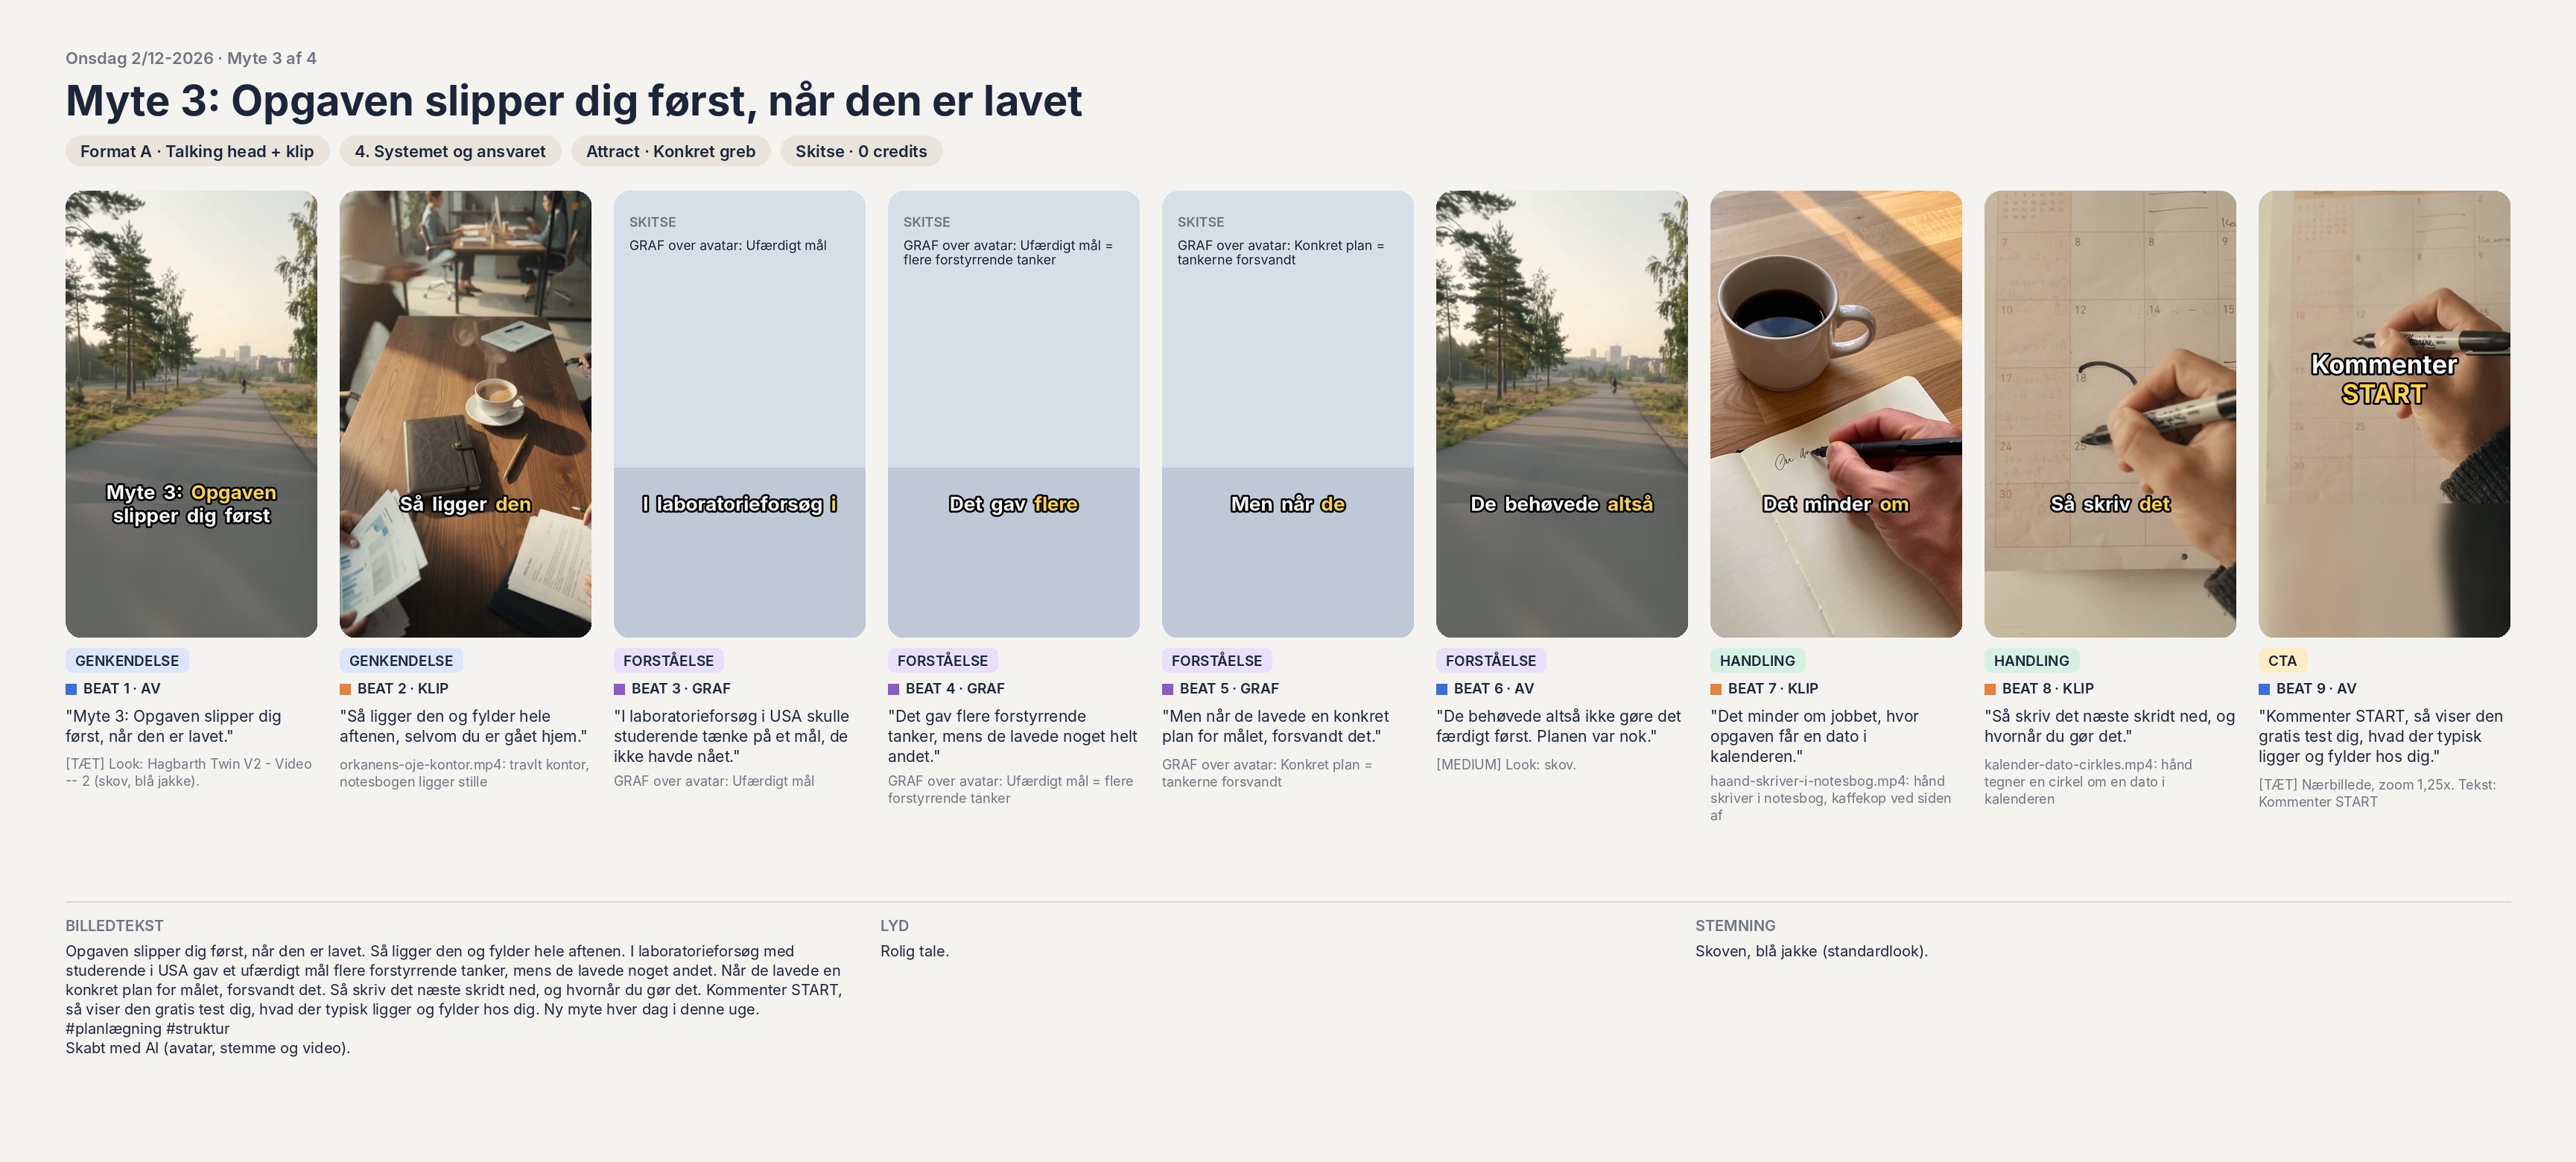 Onsdag 2/12-2026 · Myte 3 af 4
Myte 3: Opgaven slipper dig først, når den er lavet
Format A · Talking head + klip
4. Systemet og ansvaret
Attract · Konkret greb
Skitse · 0 credits
Myte 3: Opgaven
slipper dig først
GENKENDELSE
BEAT 1 · AV
"Myte 3: Opgaven slipper dig
først, når den er lavet."
[TÆT] Look: Hagbarth Twin V2 - Video
-- 2 (skov, blå jakke).
Så ligger den
GENKENDELSE
BEAT 2 · KLIP
"Så ligger den og fylder hele
aftenen, selvom du er gået hjem."
orkanens-oje-kontor.mp4: travlt kontor,
notesbogen ligger stille
SKITSE
GRAF over avatar: Ufærdigt mål
I laboratorieforsøg i
FORSTÅELSE
BEAT 3 · GRAF
"I laboratorieforsøg i USA skulle
studerende tænke på et mål, de
ikke havde nået."
GRAF over avatar: Ufærdigt mål
SKITSE
GRAF over avatar: Ufærdigt mål =
flere forstyrrende tanker
Det gav flere
FORSTÅELSE
BEAT 4 · GRAF
"Det gav flere forstyrrende
tanker, mens de lavede noget helt
andet."
GRAF over avatar: Ufærdigt mål = flere
forstyrrende tanker
SKITSE
GRAF over avatar: Konkret plan =
tankerne forsvandt
Men når de
FORSTÅELSE
BEAT 5 · GRAF
"Men når de lavede en konkret
plan for målet, forsvandt det."
GRAF over avatar: Konkret plan =
tankerne forsvandt
De behøvede altså
FORSTÅELSE
BEAT 6 · AV
"De behøvede altså ikke gøre det
færdigt først. Planen var nok."
[MEDIUM] Look: skov.
Det minder om
HANDLING
BEAT 7 · KLIP
"Det minder om jobbet, hvor
opgaven får en dato i
kalenderen."
haand-skriver-i-notesbog.mp4: hånd
skriver i notesbog, kaffekop ved siden
af
7 8 8 9
10 12 14 15
18
24 25
30
Så skriv det
HANDLING
BEAT 8 · KLIP
"Så skriv det næste skridt ned, og
hvornår du gør det."
kalender-dato-cirkles.mp4: hånd
tegner en cirkel om en dato i
kalenderen
Kommenter
START
CTA
BEAT 9 · AV
"Kommenter START, så viser den
gratis test dig, hvad der typisk
ligger og fylder hos dig."
[TÆT] Nærbillede, zoom 1,25x. Tekst:
Kommenter START
BILLEDTEKST
Opgaven slipper dig først, når den er lavet. Så ligger den og fylder hele aftenen. I laboratorieforsøg med
studerende i USA gav et ufærdigt mål flere forstyrrende tanker, mens de lavede noget andet. Når de lavede en
konkret plan for målet, forsvandt det. Så skriv det næste skridt ned, og hvornår du gør det. Kommenter START,
så viser den gratis test dig, hvad der typisk ligger og fylder hos dig. Ny myte hver dag i denne uge.
#planlægning #struktur
Skabt med AI (avatar, stemme og video).
LYD
Rolig tale.
STEMNING
Skoven, blå jakke (standardlook).